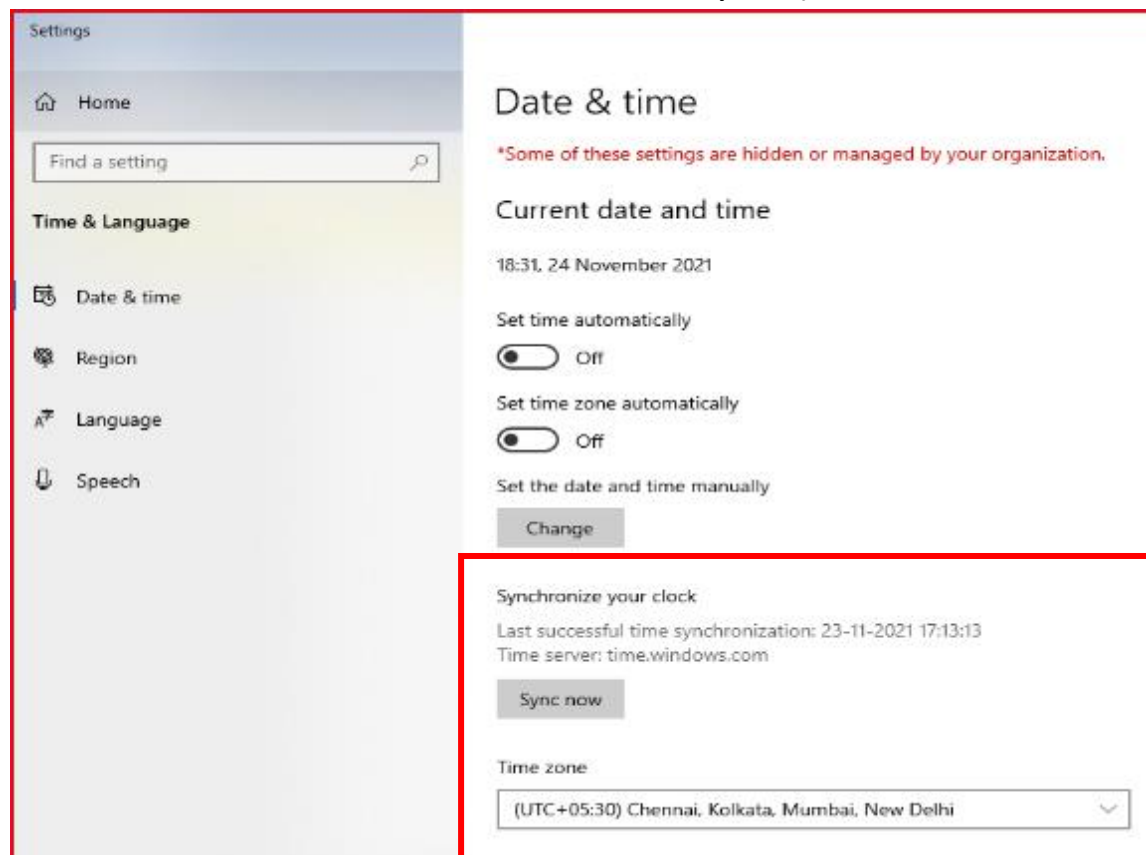 Settings
Home
Find a setting
Time & Language
Date & time
Region
Language
Speech
Date & time
*Some of these settings are hidden or managed by your organization.
Current date and time
18:31, 24 November 2021
Set time automatically
Off
Set time zone automatically
Off
Set the date and time manually
Change
Synchronize your clock
Last successful time synchronization: 23-11-2021 17:13:13
Time server: time.windows.com
Sync now
Time zone
(UTC+05:30) Chennai, Kolkata, Mumbai, New Delhi